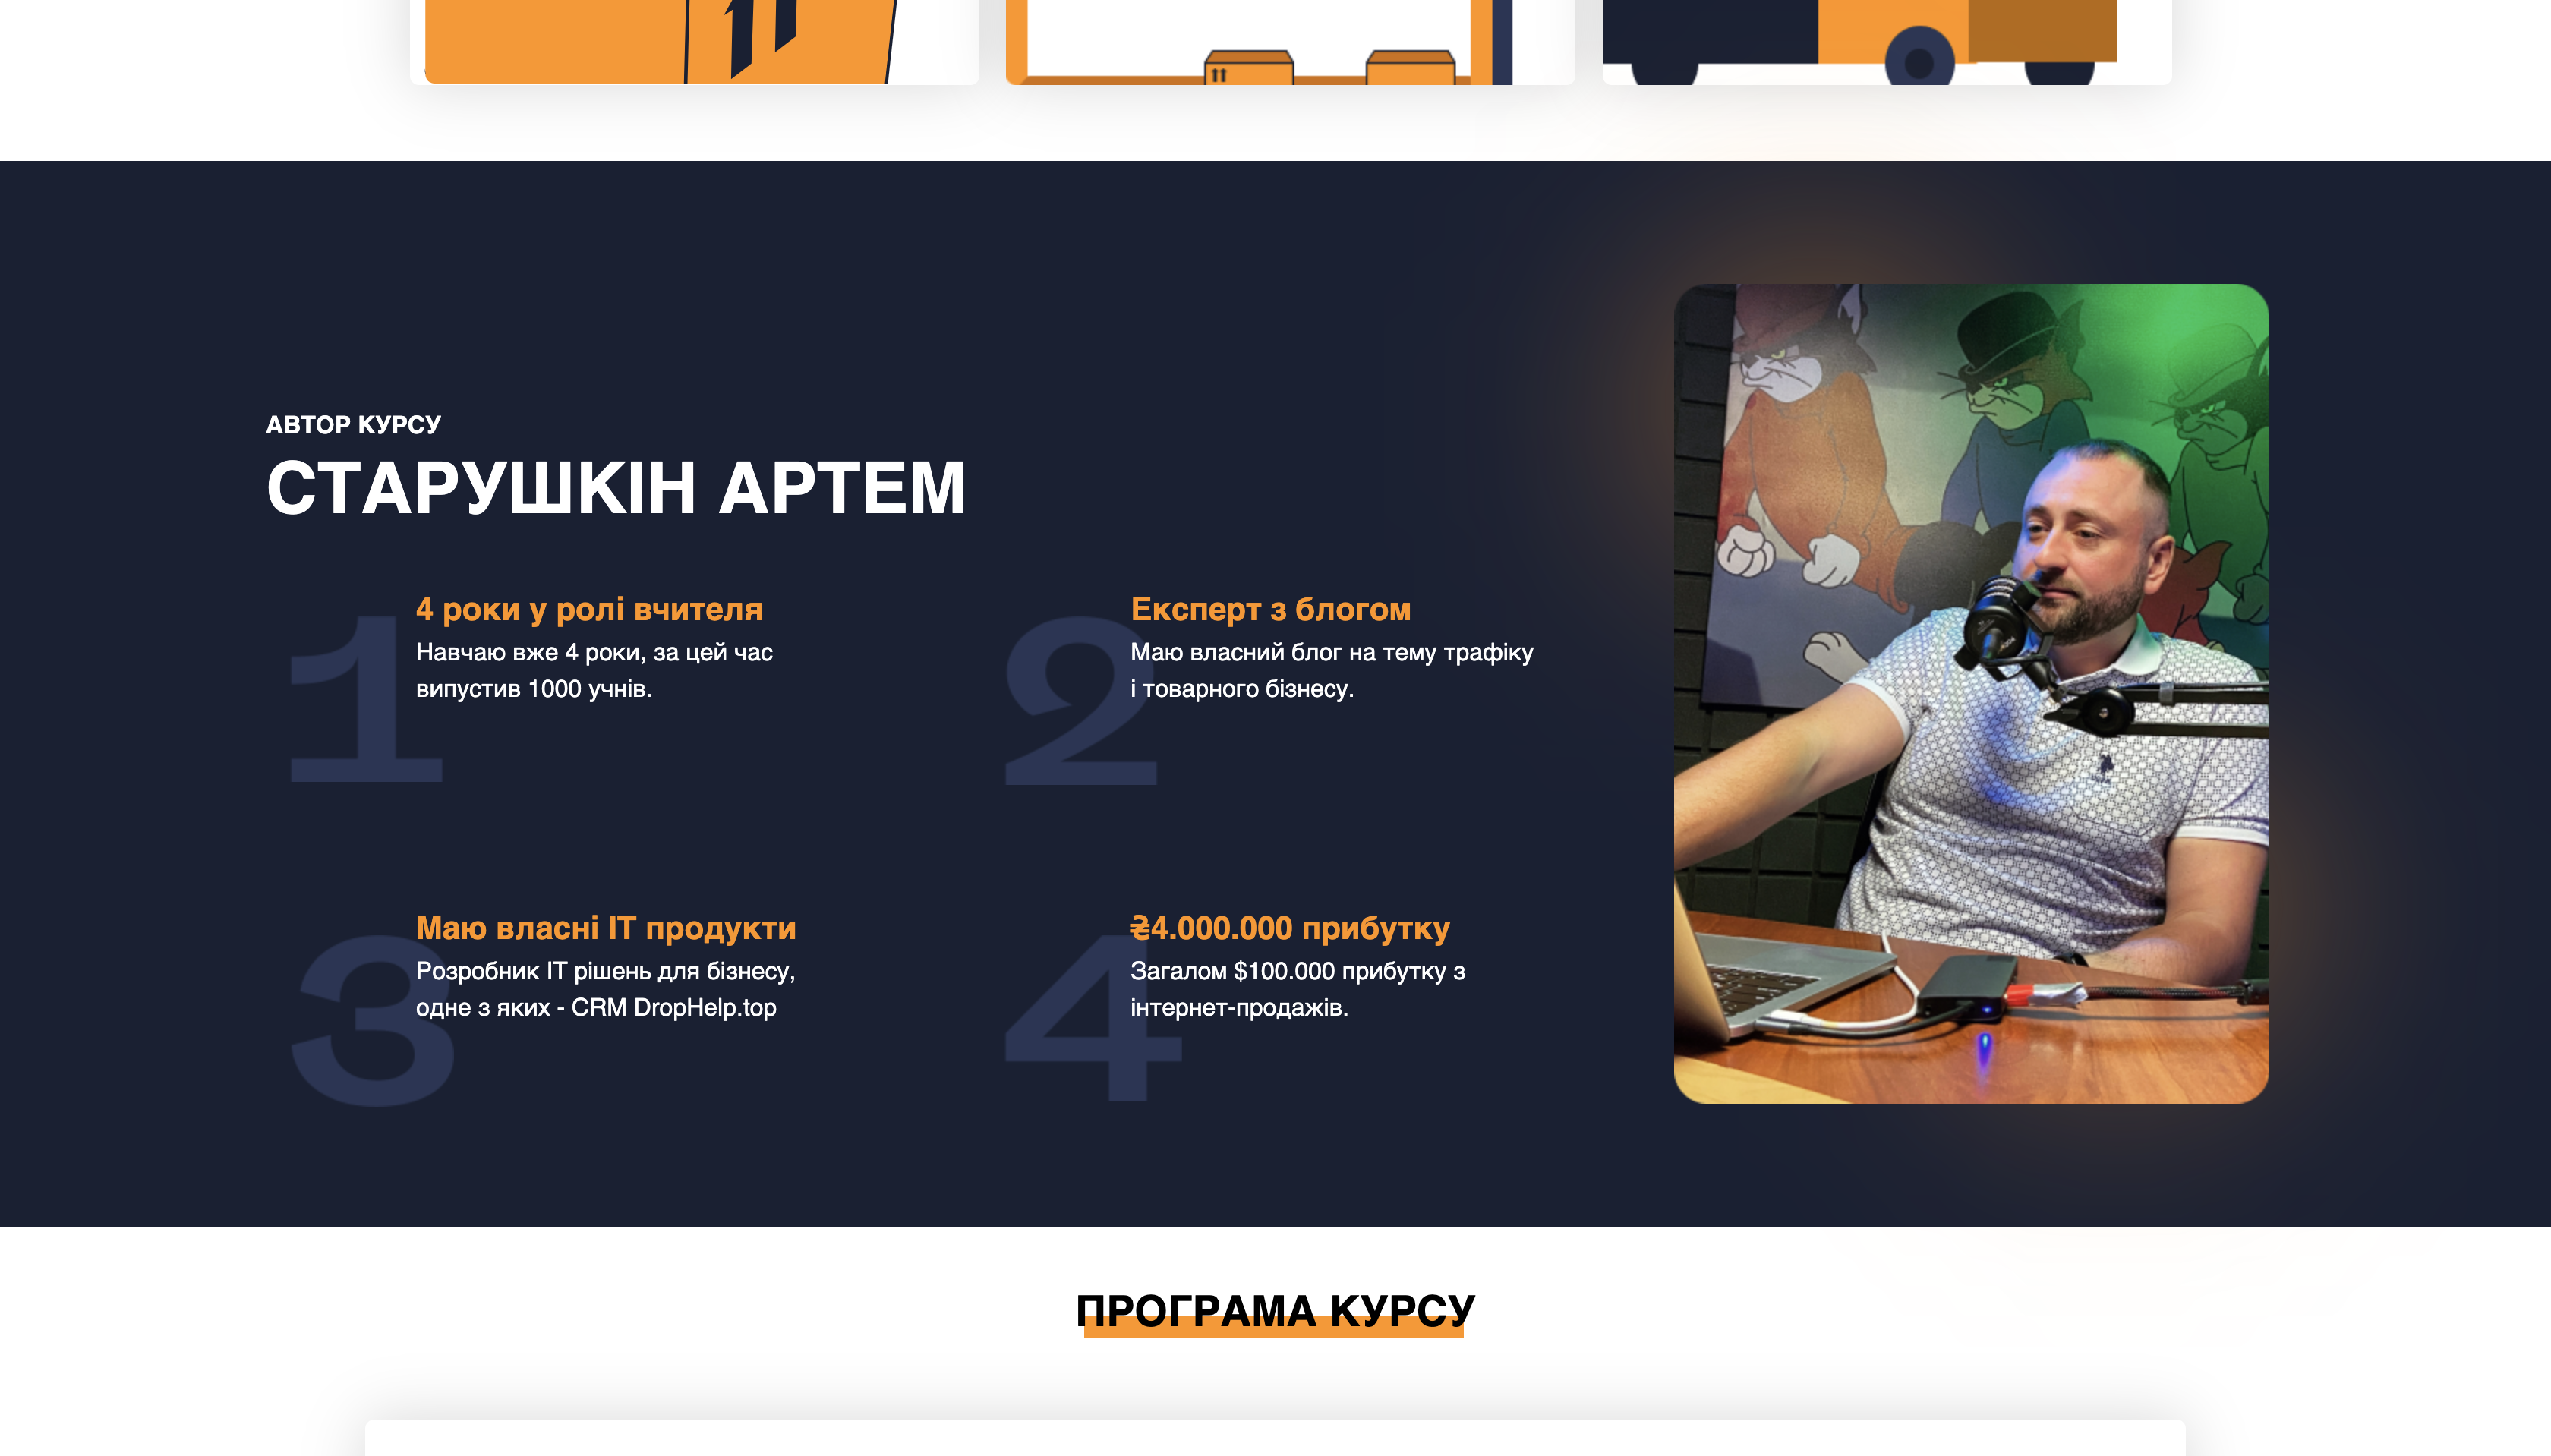 АВТОР КУРСУ
СТАРУШКІН АРТЕМ
1
4 роки у ролі вчителя
Навчаю вже 4 роки, за цей час
випустив 1000 учнів.
2
Експерт з блогом
Маю власний блог на тему трафіку
і товарного бізнесу.
3
Маю власні ІТ продукти
Розробник ІТ рішень для бізнесу,
одне з яких - CRM DropHelp.top
4
₴4.000.000 прибутку
Загалом $100.000 прибутку з
інтернет-продажів.
ПРОГРАМА КУРСУ